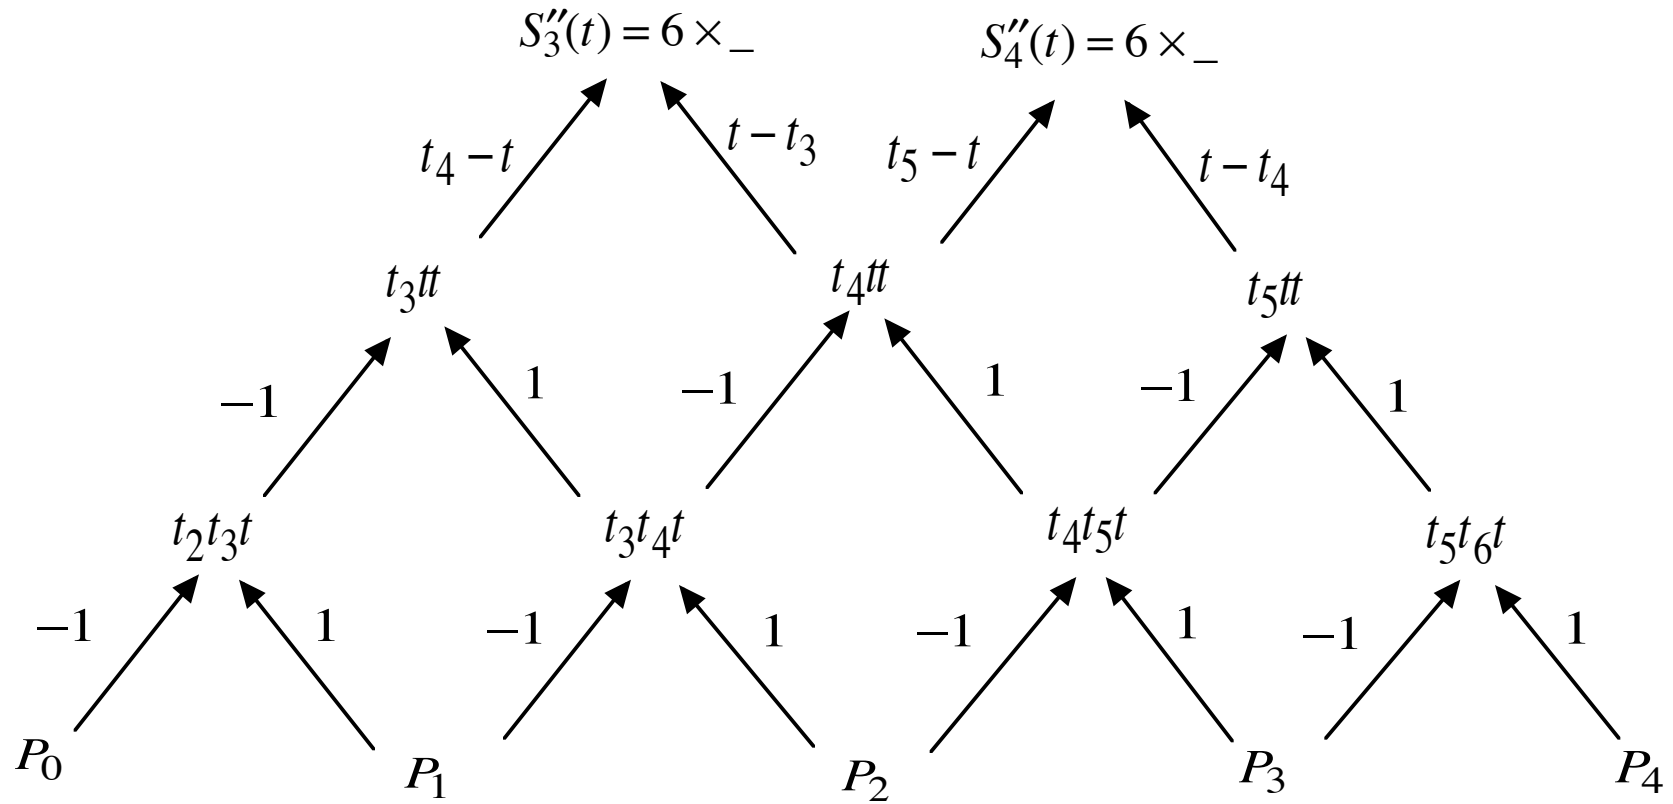 S₃″(t) = 6 × _ S₄″(t) = 6 × _
t₄ − t t − t₃ t₅ − t t − t₄
t₃tt t₄tt t₅tt
−1 1 −1 1 −1 1
t₂t₃t t₃t₄t t₄t₅t t₅t₆t
−1 1 −1 1 −1 1 −1 1
P₀ P₁ P₂ P₃ P₄